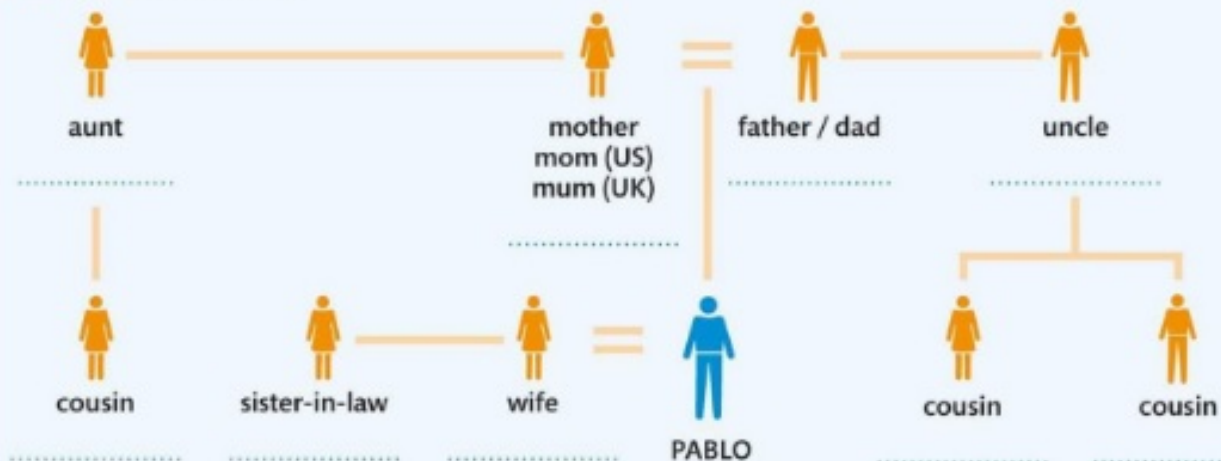 aunt
mother
mom (US)
mum (UK)
father / dad
uncle
cousin
sister-in-law
wife
PABLO
cousin
cousin